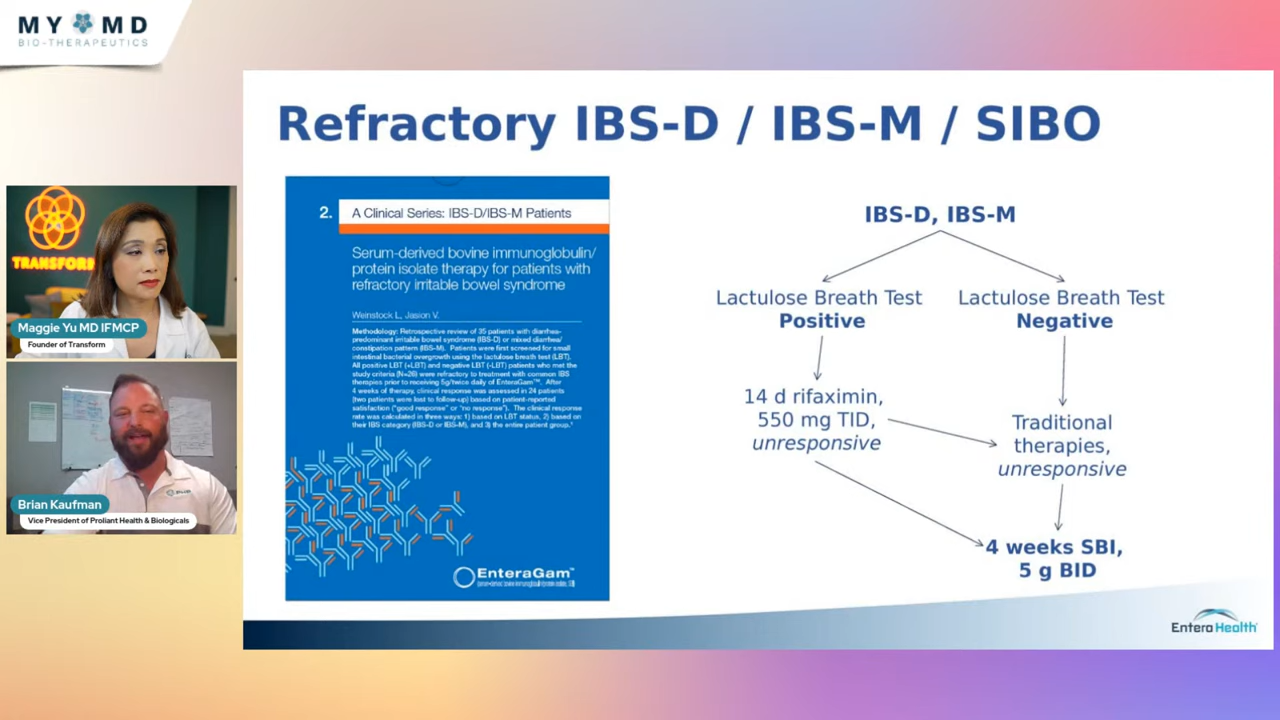 MY MD
BIO-THERAPEUTICS
Refractory IBS-D / IBS-M / SIBO
2. A Clinical Series: IBS-D/IBS-M Patients
Serum-derived bovine immunoglobulin/
protein isolate therapy for patients with
refractory irritable bowel syndrome
Weinstock L, Jasion V.
Methodology: Retrospective review of 35 patients with diarrhea-
predominant irritable bowel syndrome (IBS-D) or mixed diarrhea/
constipation pattern (IBS-M). Patients were first screened for small
intestinal bacterial overgrowth using the lactulose breath test (LBT).
All positive LBT (+LBT) and negative LBT (-LBT) patients who met the
study criteria (N=26) were refractory to treatment with common IBS
therapies prior to receiving 5g/twice daily of EnteraGam™. After
4 weeks of therapy, clinical response was assessed in 24 patients
(two patients were lost to follow-up) based on patient-reported
satisfaction ("good response" or "no response"). The clinical response
rate was calculated in three ways: 1) based on LBT status, 2) based on
their IBS category (IBS-D or IBS-M), and 3) the entire patient group.¹
EnteraGam™
IBS-D, IBS-M
Lactulose Breath Test
Positive
Lactulose Breath Test
Negative
14 d rifaximin,
550 mg TID,
unresponsive
Traditional
therapies,
unresponsive
4 weeks SBI,
5 g BID
EnteraHealth
TRANSFORM
Maggie Yu MD IFMCP
Founder of Transform
Brian Kaufman
Vice President of Proliant Health & Biologicals